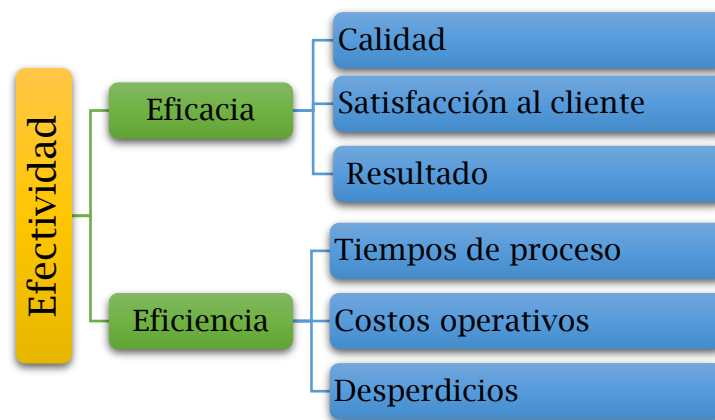 Efectividad
Eficacia
Calidad
Satisfacción al cliente
Resultado
Eficiencia
Tiempos de proceso
Costos operativos
Desperdicios